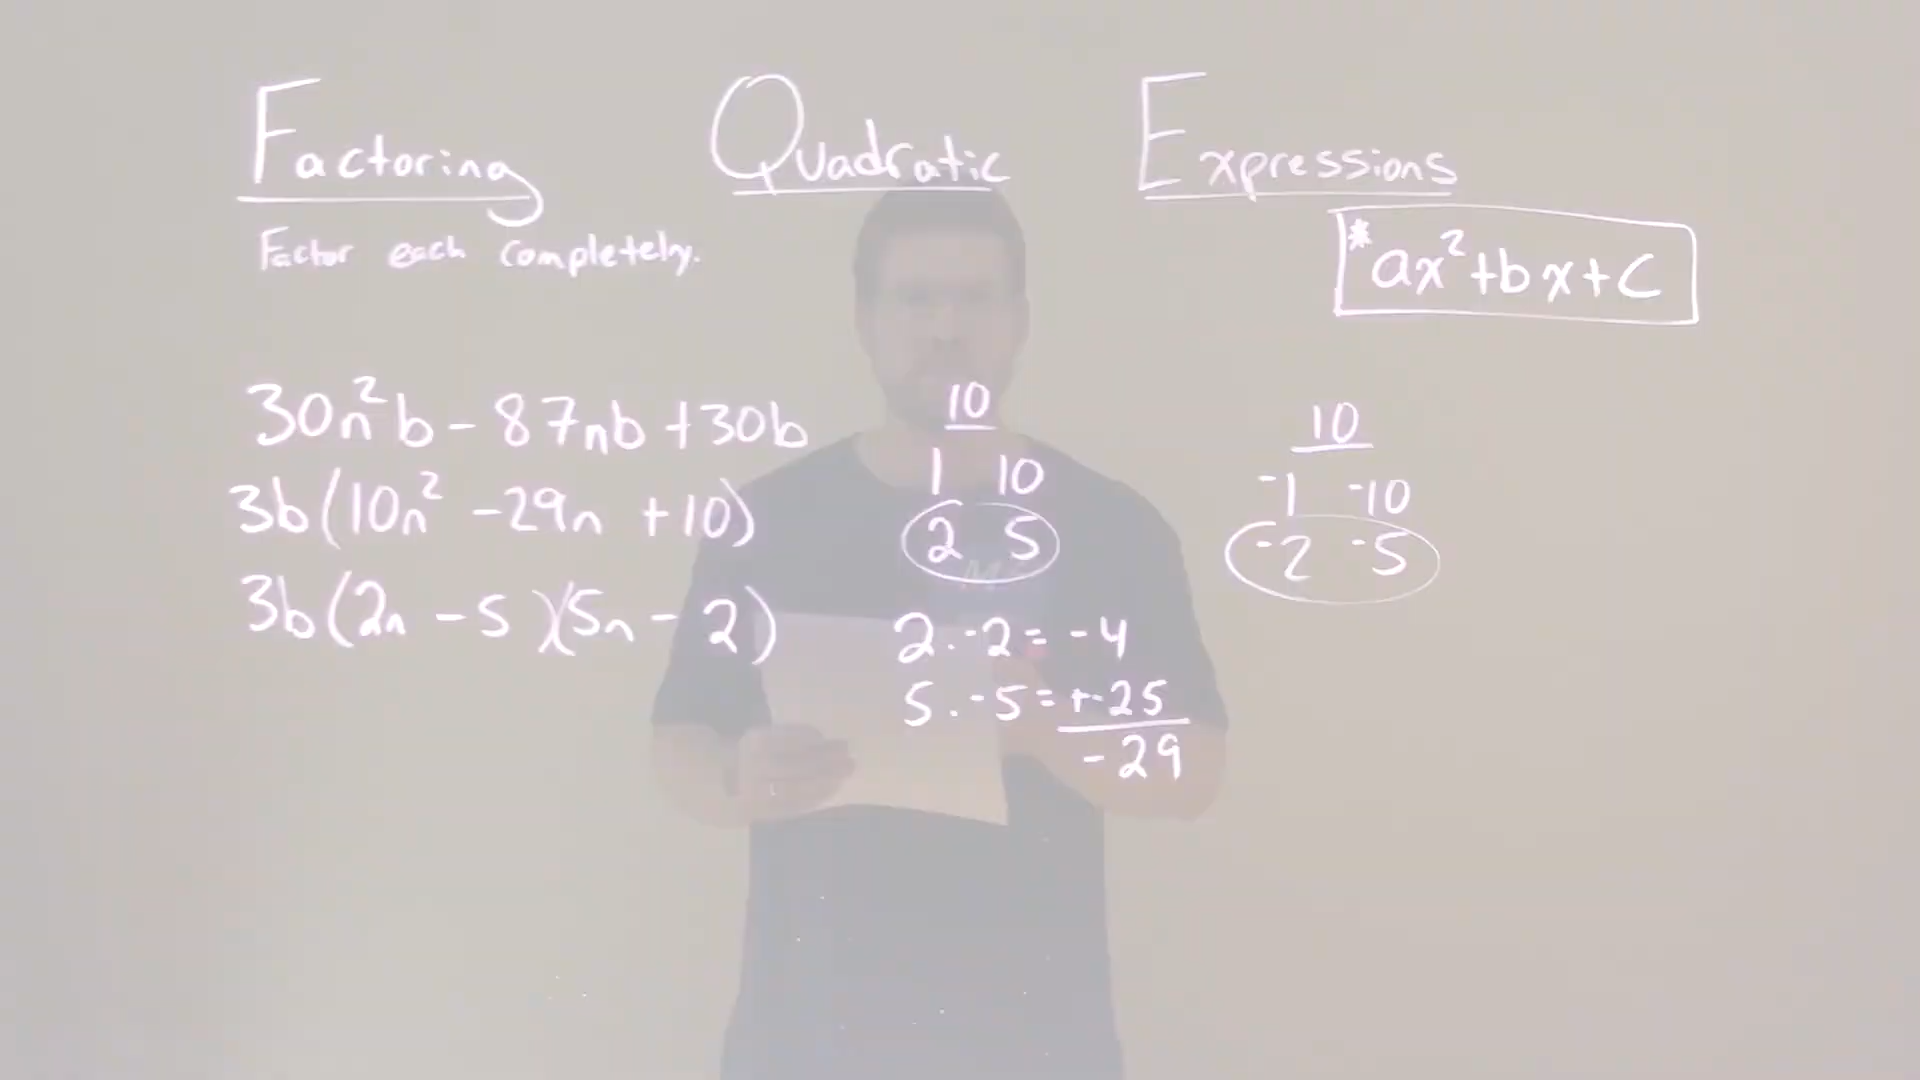 Factoring Quadratic Expressions
Factor each completely.
* ax²+bx+c
30n²b - 87nb + 30b
3b(10n² - 29n + 10)
3b(2n - 5)(5n - 2)
10
1 10
2 5
2 · -2 = -4
5 · -5 = + -25
-29
10
-1 -10
-2 -5